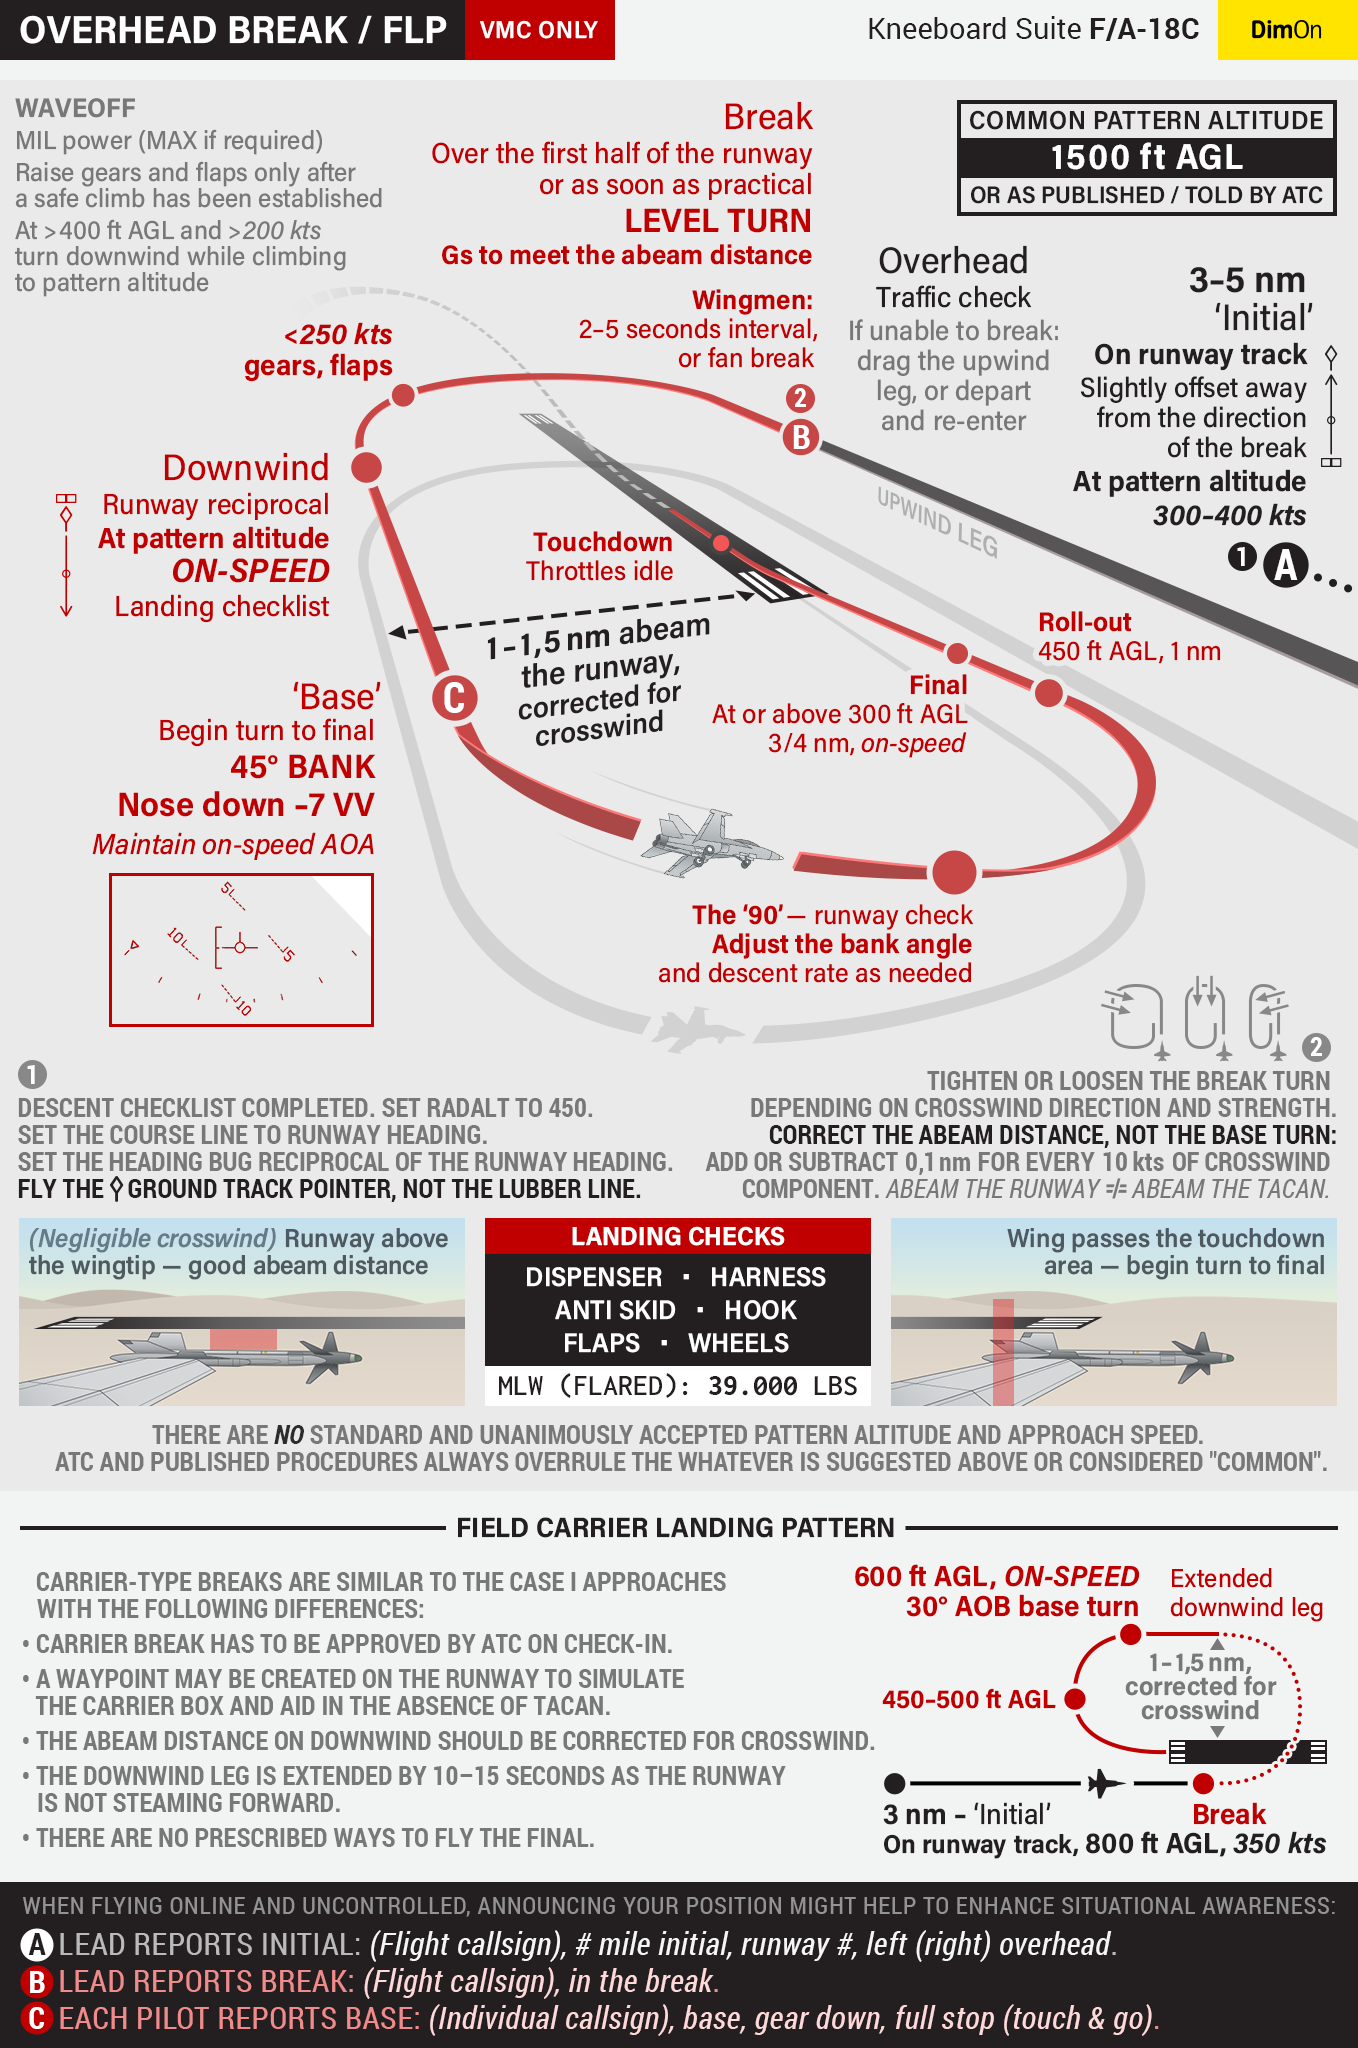 OVERHEAD BREAK / FLP
VMC ONLY
Kneeboard Suite F/A-18C
DimOn
WAVEOFF
MIL power (MAX if required)
Raise gears and flaps only after
a safe climb has been established
At >400 ft AGL and >200 kts
turn downwind while climbing
to pattern altitude
Break
Over the first half of the runway
or as soon as practical
LEVEL TURN
Gs to meet the abeam distance
Wingmen:
2–5 seconds interval,
or fan break
COMMON PATTERN ALTITUDE
1500 ft AGL
OR AS PUBLISHED / TOLD BY ATC
Overhead
Traffic check
If unable to break:
drag the upwind
leg, or depart
and re-enter
3–5 nm
‘Initial’
On runway track
Slightly offset away
from the direction
of the break
At pattern altitude
300–400 kts
1 A
2
B
UPWIND LEG
<250 kts
gears, flaps
Downwind
Runway reciprocal
At pattern altitude
ON-SPEED
Landing checklist
Touchdown
Throttles idle
1–1,5 nm abeam
the runway,
corrected for
crosswind
Roll-out
450 ft AGL, 1 nm
Final
At or above 300 ft AGL
3/4 nm, on-speed
C
‘Base’
Begin turn to final
45° BANK
Nose down –7 VV
Maintain on-speed AOA
5
10
5
10
The ‘90’ — runway check
Adjust the bank angle
and descent rate as needed
1
DESCENT CHECKLIST COMPLETED. SET RADALT TO 450.
SET THE COURSE LINE TO RUNWAY HEADING.
SET THE HEADING BUG RECIPROCAL OF THE RUNWAY HEADING.
FLY THE GROUND TRACK POINTER, NOT THE LUBBER LINE.
2
TIGHTEN OR LOOSEN THE BREAK TURN
DEPENDING ON CROSSWIND DIRECTION AND STRENGTH.
CORRECT THE ABEAM DISTANCE, NOT THE BASE TURN:
ADD OR SUBTRACT 0,1 nm FOR EVERY 10 kts OF CROSSWIND
COMPONENT. ABEAM THE RUNWAY =/= ABEAM THE TACAN.
(Negligible crosswind) Runway above
the wingtip — good abeam distance
LANDING CHECKS
DISPENSER · HARNESS
ANTI SKID · HOOK
FLAPS · WHEELS
MLW (FLARED): 39.000 LBS
Wing passes the touchdown
area — begin turn to final
THERE ARE NO STANDARD AND UNANIMOUSLY ACCEPTED PATTERN ALTITUDE AND APPROACH SPEED.
ATC AND PUBLISHED PROCEDURES ALWAYS OVERRULE THE WHATEVER IS SUGGESTED ABOVE OR CONSIDERED "COMMON".
FIELD CARRIER LANDING PATTERN
CARRIER-TYPE BREAKS ARE SIMILAR TO THE CASE I APPROACHES
WITH THE FOLLOWING DIFFERENCES:
• CARRIER BREAK HAS TO BE APPROVED BY ATC ON CHECK-IN.
• A WAYPOINT MAY BE CREATED ON THE RUNWAY TO SIMULATE
THE CARRIER BOX AND AID IN THE ABSENCE OF TACAN.
• THE ABEAM DISTANCE ON DOWNWIND SHOULD BE CORRECTED FOR CROSSWIND.
• THE DOWNWIND LEG IS EXTENDED BY 10–15 SECONDS AS THE RUNWAY
IS NOT STEAMING FORWARD.
• THERE ARE NO PRESCRIBED WAYS TO FLY THE FINAL.
600 ft AGL, ON-SPEED
30° AOB base turn
Extended
downwind leg
1–1,5 nm,
corrected for
crosswind
450–500 ft AGL
3 nm – ‘Initial’
Break
On runway track, 800 ft AGL, 350 kts
WHEN FLYING ONLINE AND UNCONTROLLED, ANNOUNCING YOUR POSITION MIGHT HELP TO ENHANCE SITUATIONAL AWARENESS:
A LEAD REPORTS INITIAL: (Flight callsign), # mile initial, runway #, left (right) overhead.
B LEAD REPORTS BREAK: (Flight callsign), in the break.
C EACH PILOT REPORTS BASE: (Individual callsign), base, gear down, full stop (touch & go).